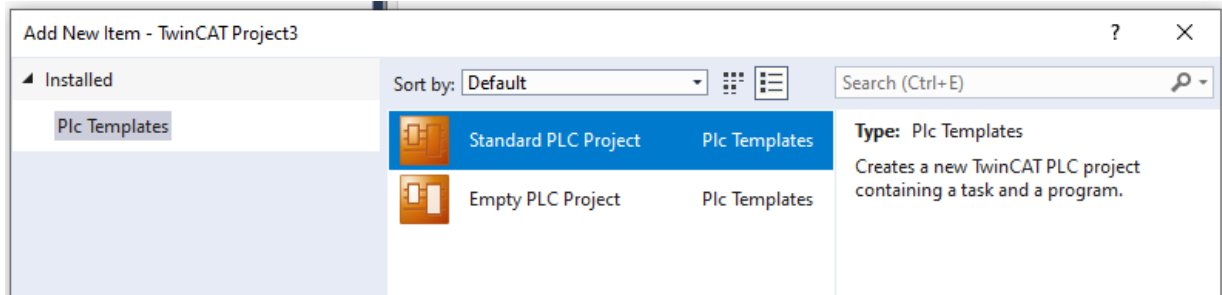 Add New Item - TwinCAT Project3
?
Installed
Plc Templates
Sort by: Default
Search (Ctrl+E)
Standard PLC Project Plc Templates
Empty PLC Project Plc Templates
Type: Plc Templates
Creates a new TwinCAT PLC project
containing a task and a program.